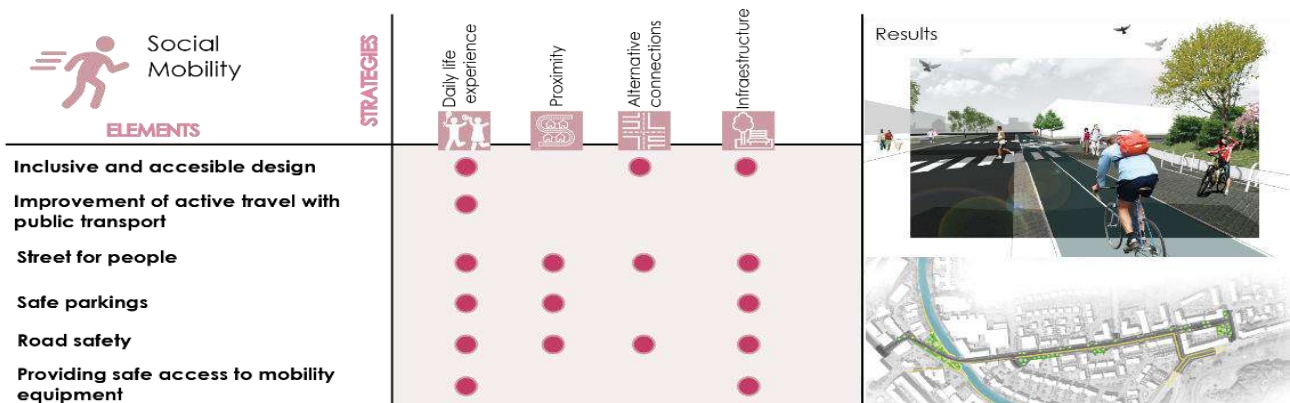 Social
Mobility
STRATEGIES
ELEMENTS
Daily life
experience
Proximity
Alternative
connections
Infraestructure
Results
Inclusive and accesible design
Improvement of active travel with
public transport
Street for people
Safe parkings
Road safety
Providing safe access to mobility
equipment